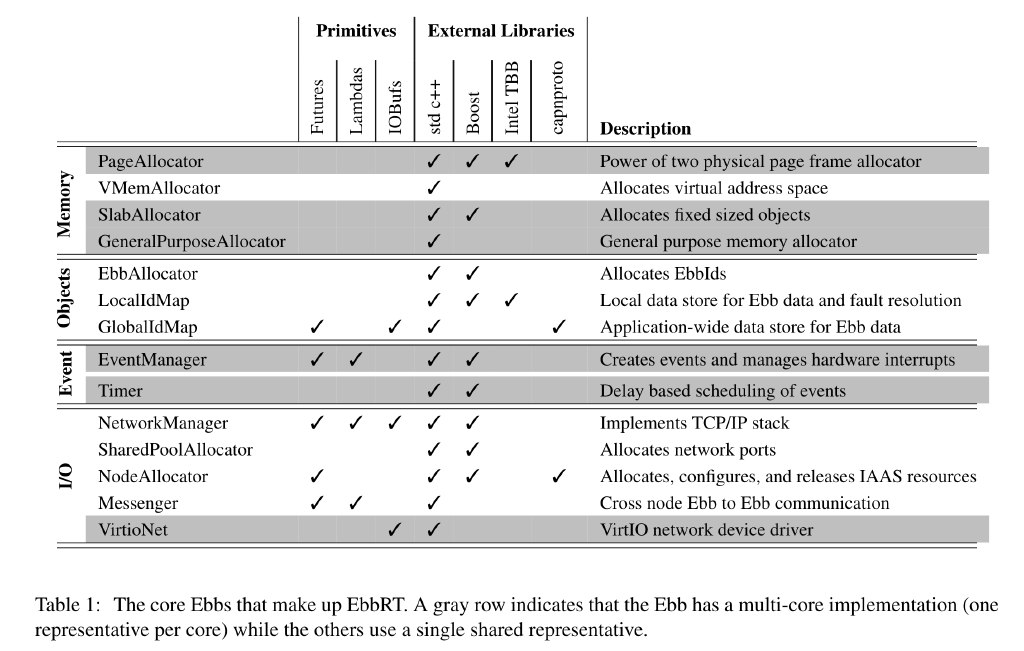 Primitives External Libraries
Futures Lambdas IOBufs std c++ Boost Intel TBB capnproto Description
Memory
PageAllocator ✓ ✓ ✓ Power of two physical page frame allocator
VMemAllocator ✓ Allocates virtual address space
SlabAllocator ✓ ✓ Allocates fixed sized objects
GeneralPurposeAllocator ✓ General purpose memory allocator
Objects
EbbAllocator ✓ ✓ Allocates EbbIds
LocalIdMap ✓ ✓ ✓ Local data store for Ebb data and fault resolution
GlobalIdMap ✓ ✓ ✓ ✓ Application-wide data store for Ebb data
Event
EventManager ✓ ✓ ✓ ✓ Creates events and manages hardware interrupts
Timer ✓ ✓ Delay based scheduling of events
I/O
NetworkManager ✓ ✓ ✓ ✓ ✓ Implements TCP/IP stack
SharedPoolAllocator ✓ ✓ Allocates network ports
NodeAllocator ✓ ✓ ✓ ✓ Allocates, configures, and releases IAAS resources
Messenger ✓ ✓ ✓ Cross node Ebb to Ebb communication
VirtioNet ✓ ✓ VirtIO network device driver
Table 1: The core Ebbs that make up EbbRT. A gray row indicates that the Ebb has a multi-core implementation (one
representative per core) while the others use a single shared representative.